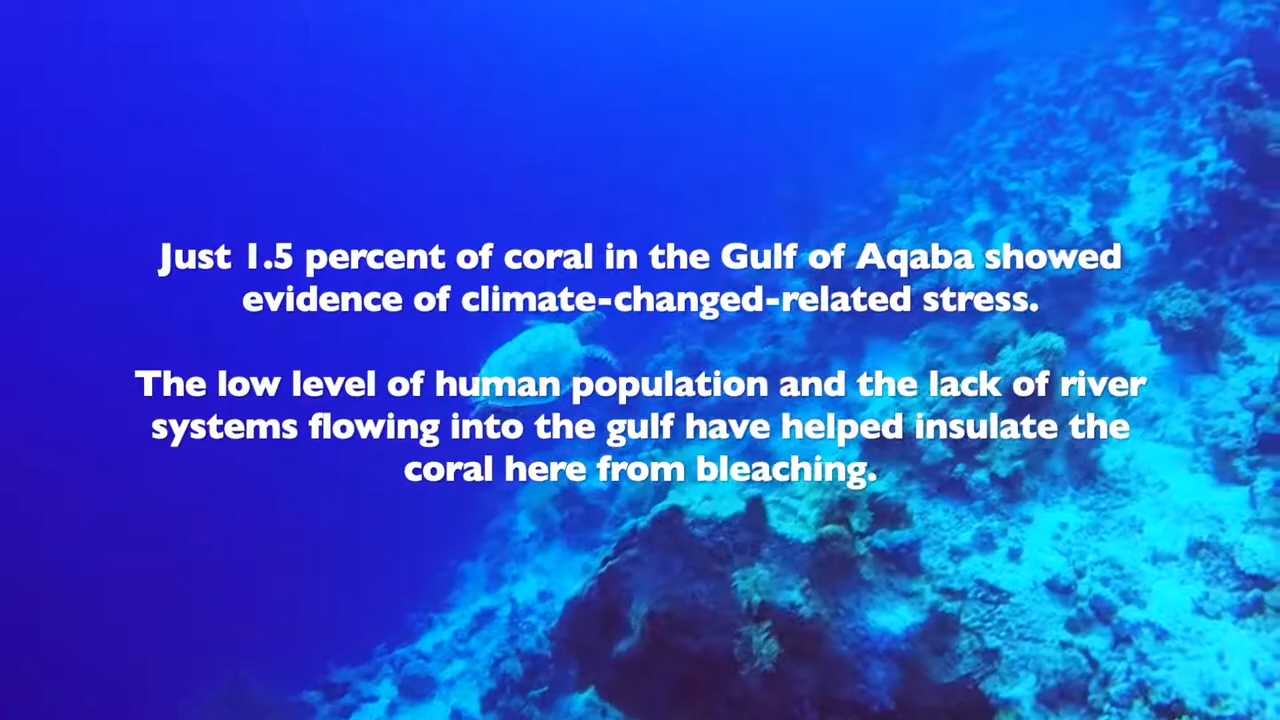 Just 1.5 percent of coral in the Gulf of Aqaba showed
evidence of climate-changed-related stress.
The low level of human population and the lack of river
systems flowing into the gulf have helped insulate the
coral here from bleaching.